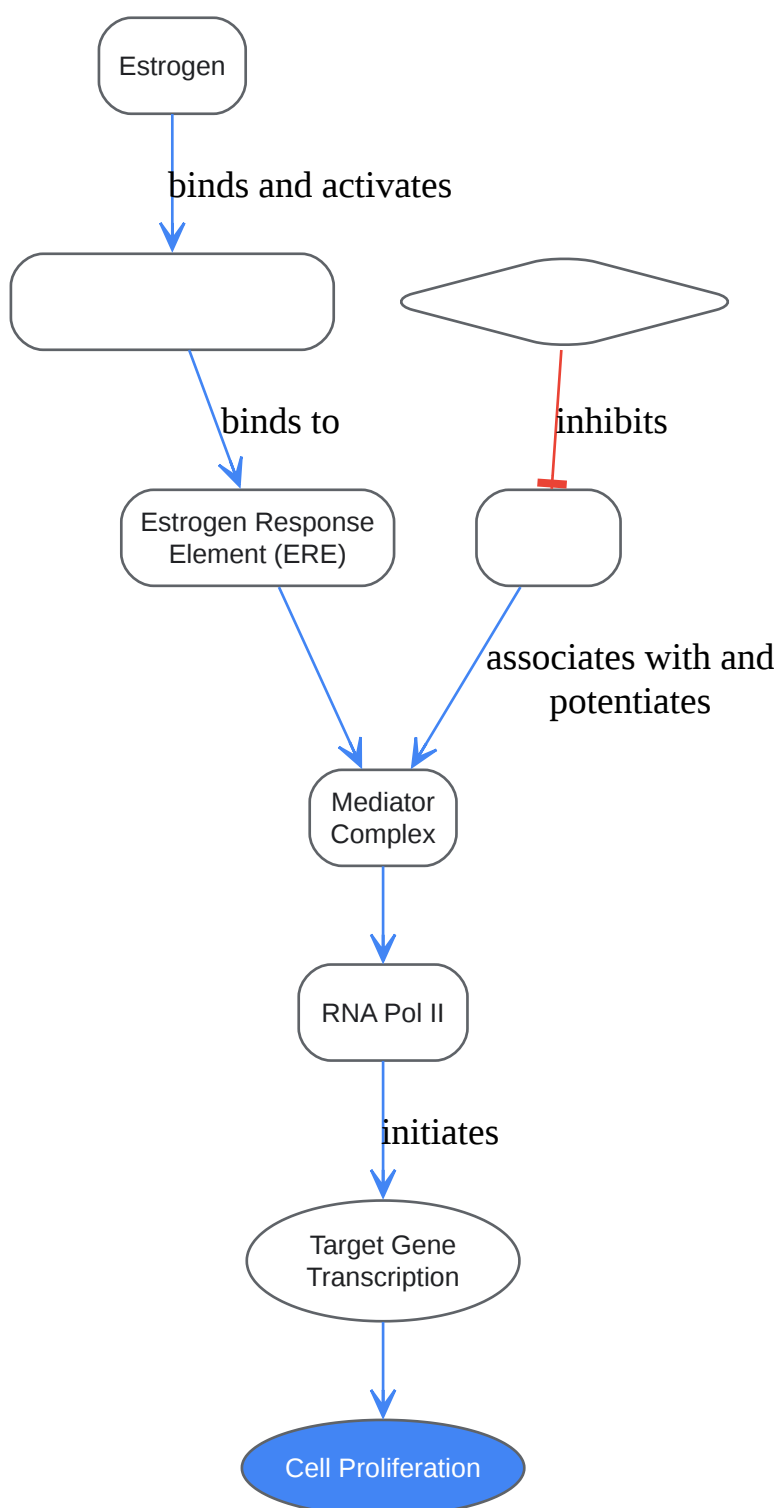 Estrogen
binds and activates
binds to
inhibits
Estrogen Response
Element (ERE)
associates with and
potentiates
Mediator
Complex
RNA Pol II
initiates
Target Gene
Transcription
Cell Proliferation